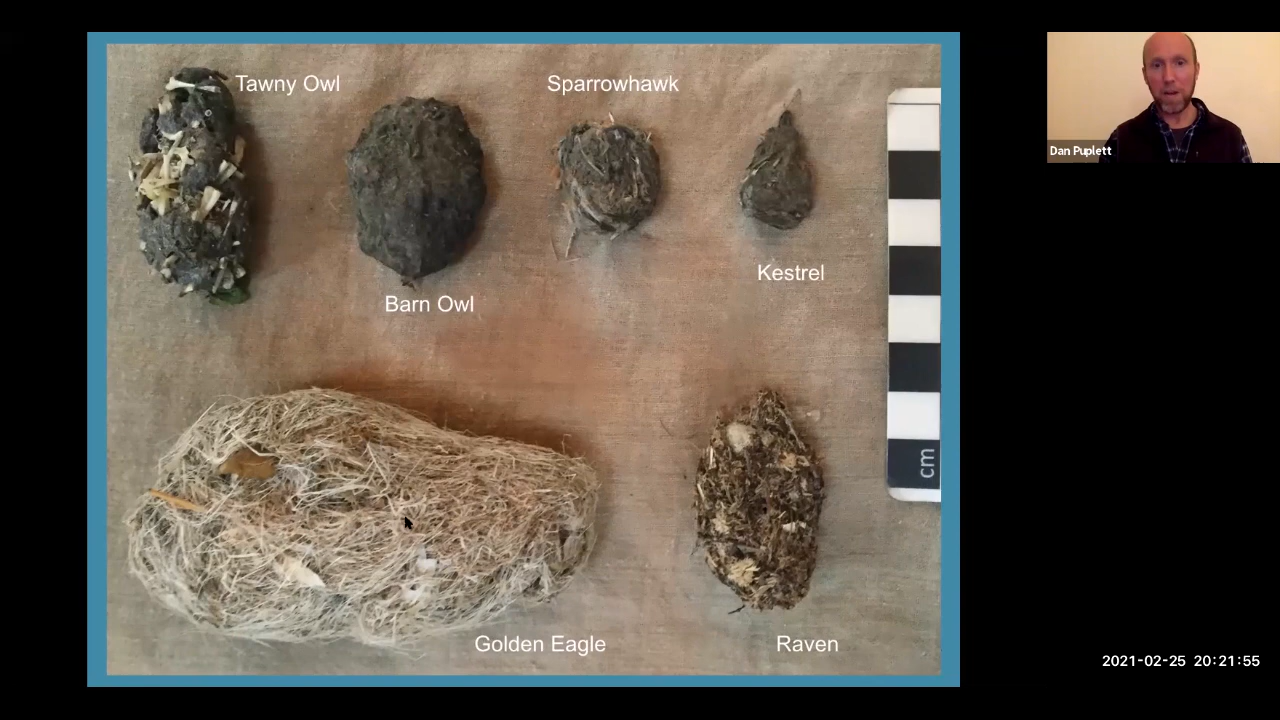 Tawny Owl
Sparrowhawk
Kestrel
Barn Owl
cm
Golden Eagle
Raven
Dan Puplett
2021-02-25 20:21:55